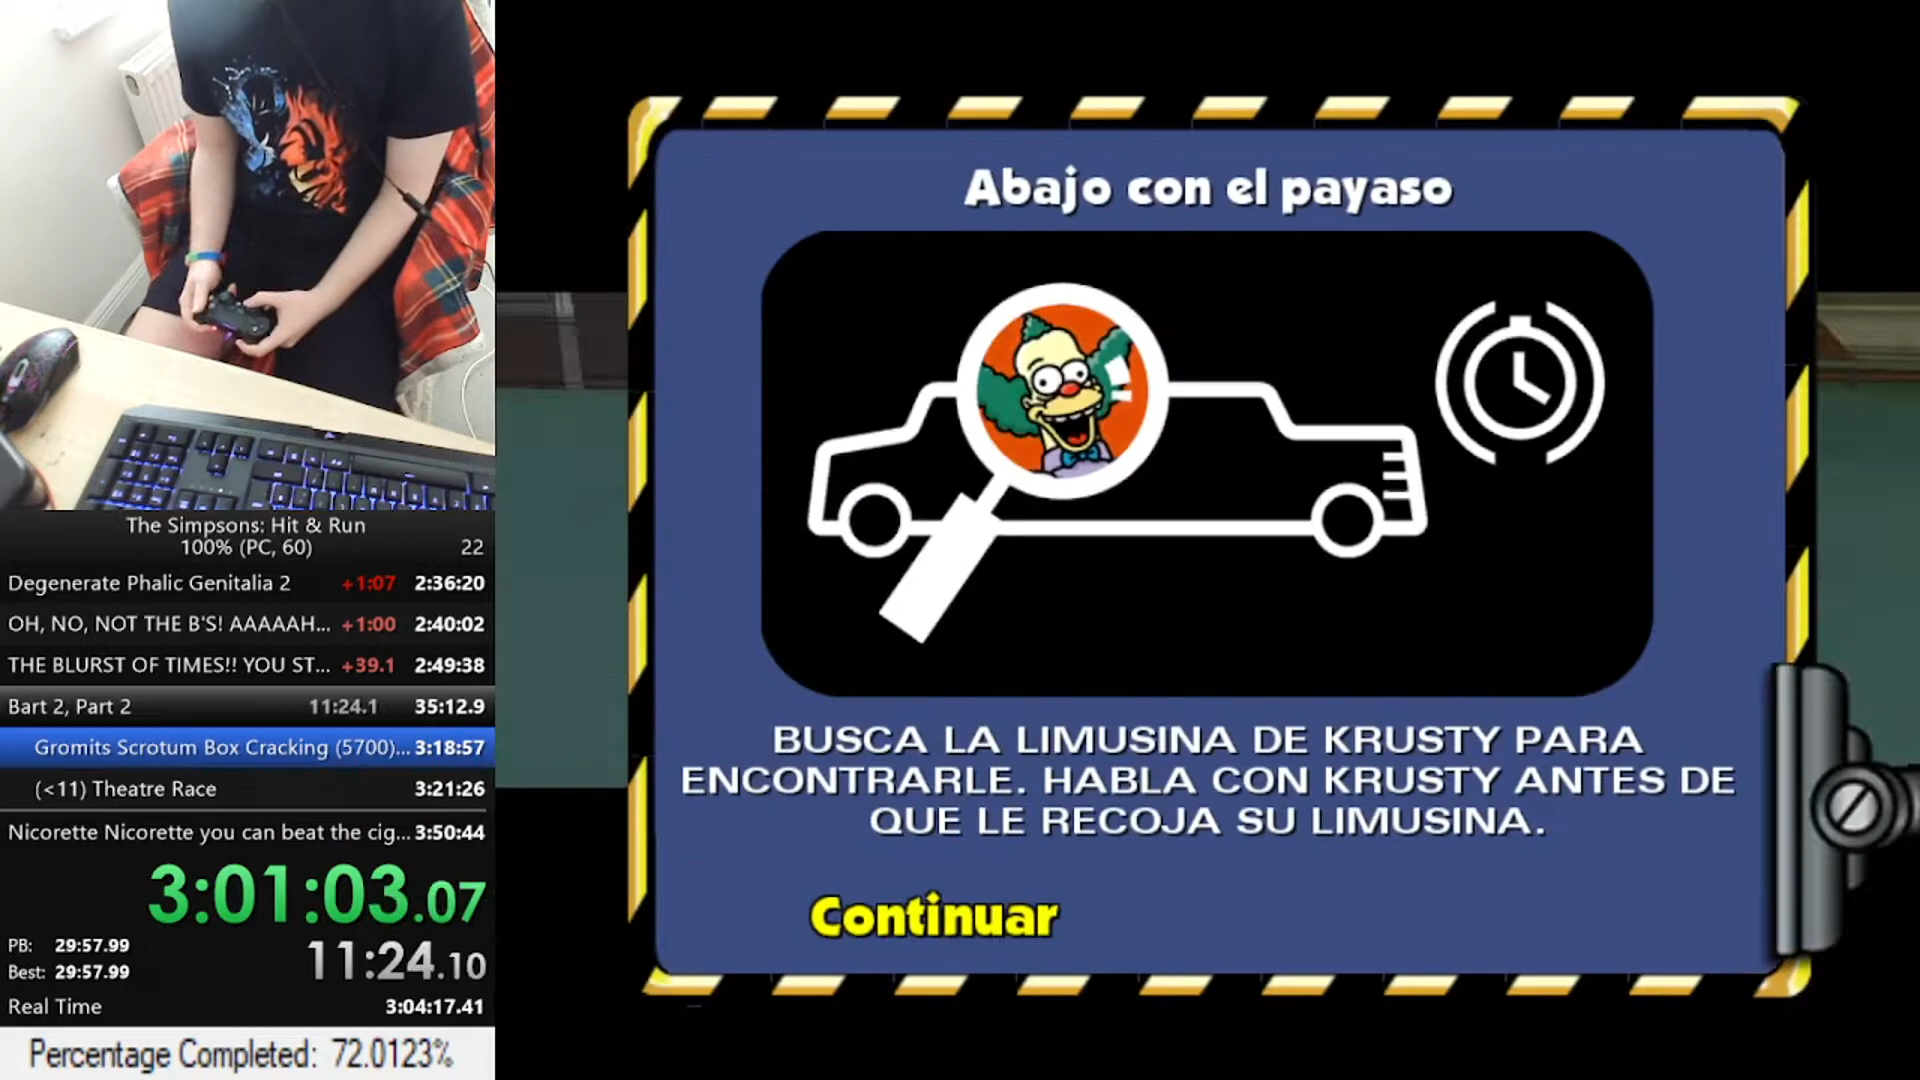 The Simpsons: Hit & Run
100% (PC, 60) 22
Degenerate Phalic Genitalia 2 +1:07 2:36:20
OH, NO, NOT THE B'S! AAAAAH... +1:00 2:40:02
THE BLURST OF TIMES!! YOU ST... +39.1 2:49:38
Bart 2, Part 2 11:24.1 35:12.9
Gromits Scrotum Box Cracking (5700)... 3:18:57
(<11) Theatre Race 3:21:26
Nicorette Nicorette you can beat the cig... 3:50:44
3:01:03.07
PB: 29:57.99
Best: 29:57.99
11:24.10
Real Time 3:04:17.41
Percentage Completed: 72.0123%
Abajo con el payaso
BUSCA LA LIMUSINA DE KRUSTY PARA
ENCONTRARLE. HABLA CON KRUSTY ANTES DE
QUE LE RECOJA SU LIMUSINA.
Continuar